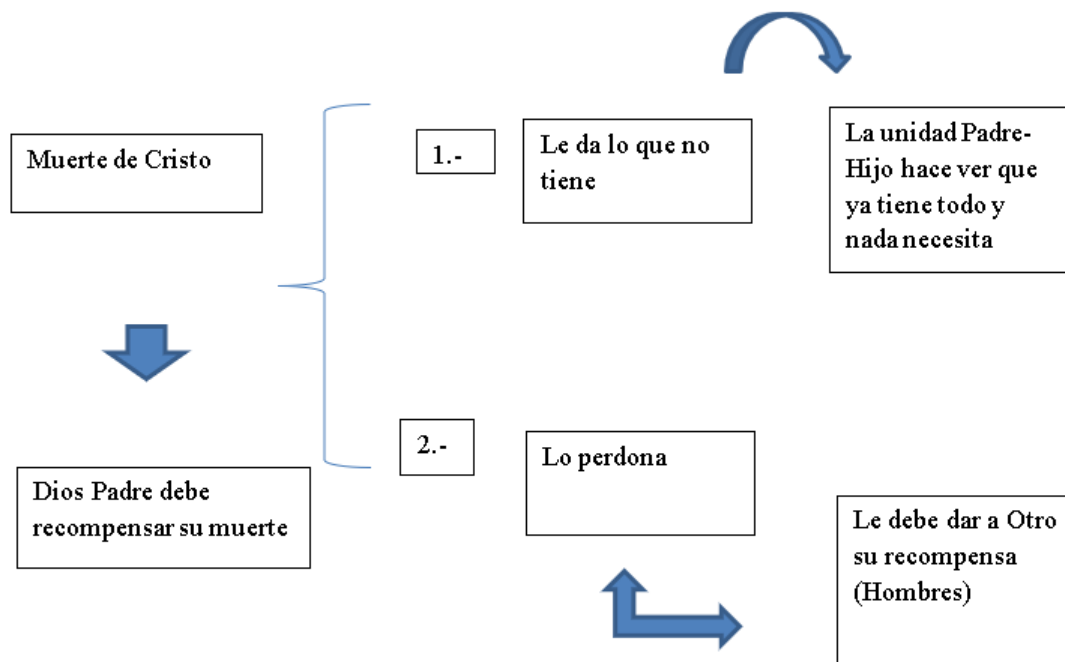 Muerte de Cristo
Dios Padre debe
recompensar su muerte
1.-
Le da lo que no
tiene
La unidad Padre-
Hijo hace ver que
ya tiene todo y
nada necesita
2.-
Lo perdona
Le debe dar a Otro
su recompensa
(Hombres)